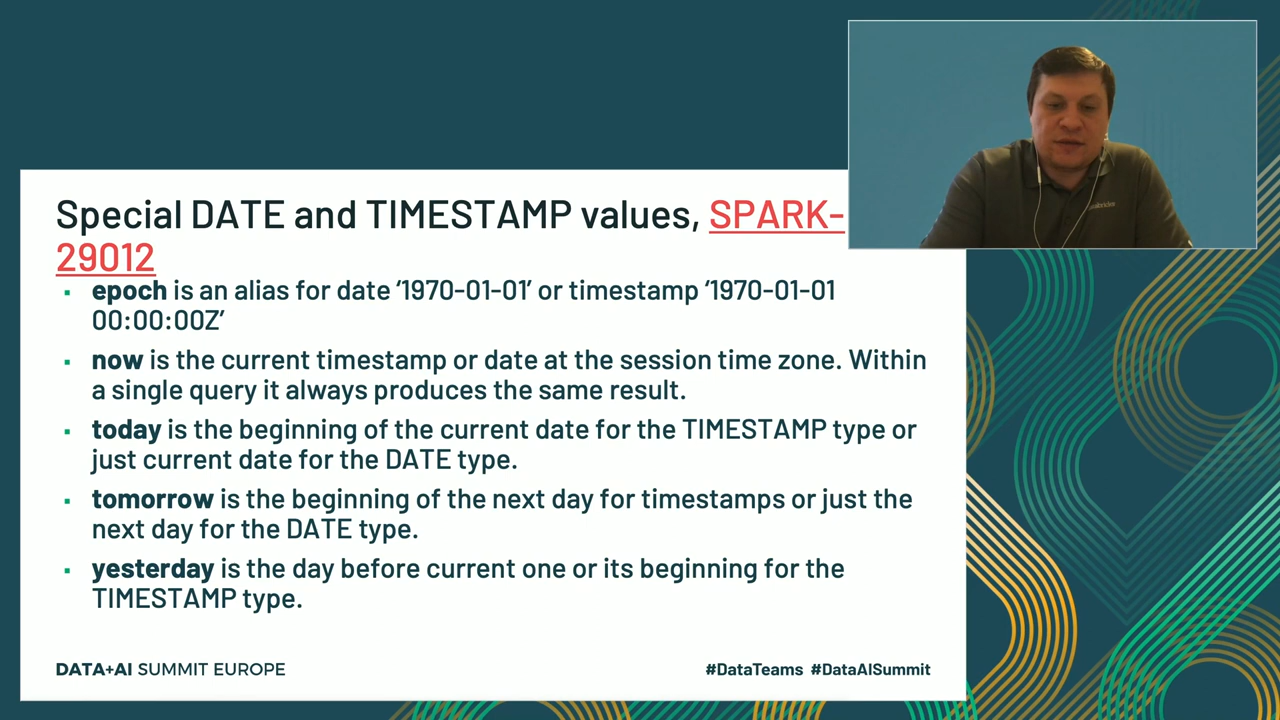 Special DATE and TIMESTAMP values, SPARK-
29012
▪ epoch is an alias for date ‘1970-01-01’ or timestamp ‘1970-01-01
00:00:00Z’
▪ now is the current timestamp or date at the session time zone. Within
a single query it always produces the same result.
▪ today is the beginning of the current date for the TIMESTAMP type or
just current date for the DATE type.
▪ tomorrow is the beginning of the next day for timestamps or just the
next day for the DATE type.
▪ yesterday is the day before current one or its beginning for the
TIMESTAMP type.
DATA+AI SUMMIT EUROPE
#DataTeams #DataAISummit